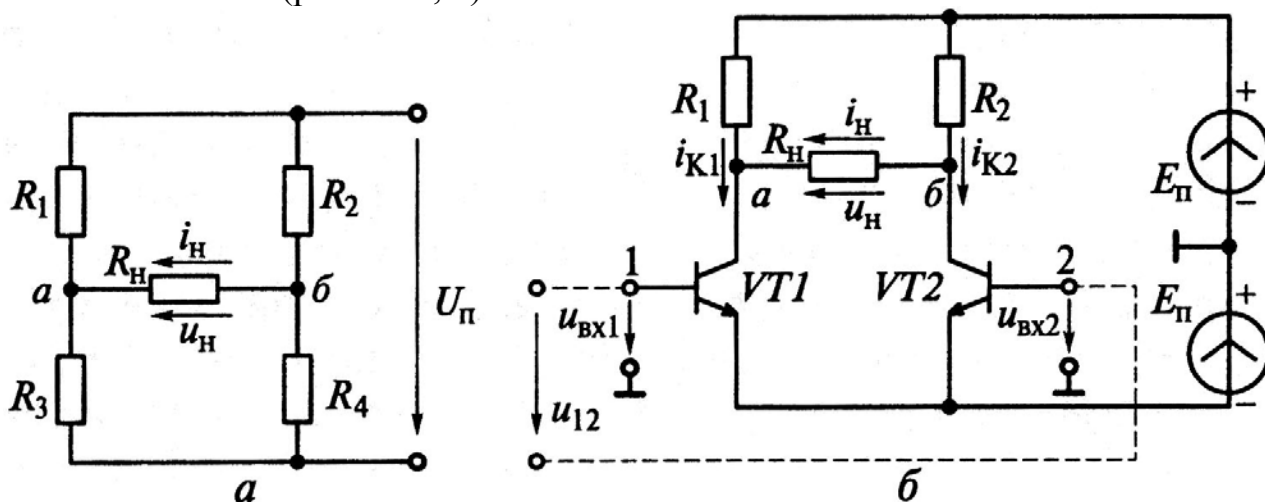 R₁
R₂
iн
Rн
a
б
uн
Uп
R₃
R₄
a
R₁
R₂
iн
Rн
iК1
iК2
a
б
uн
Eп
+
−
1
VT1
VT2
2
uвх1
uвх2
Eп
+
−
u₁₂
б